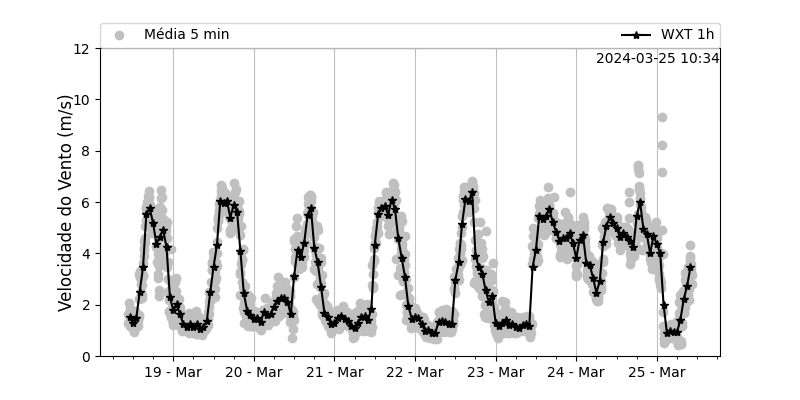 Média 5 min
WXT 1h
2024-03-25 10:34
Velocidade do Vento (m/s)
12
10
8
6
4
2
0
19 - Mar
20 - Mar
21 - Mar
22 - Mar
23 - Mar
24 - Mar
25 - Mar